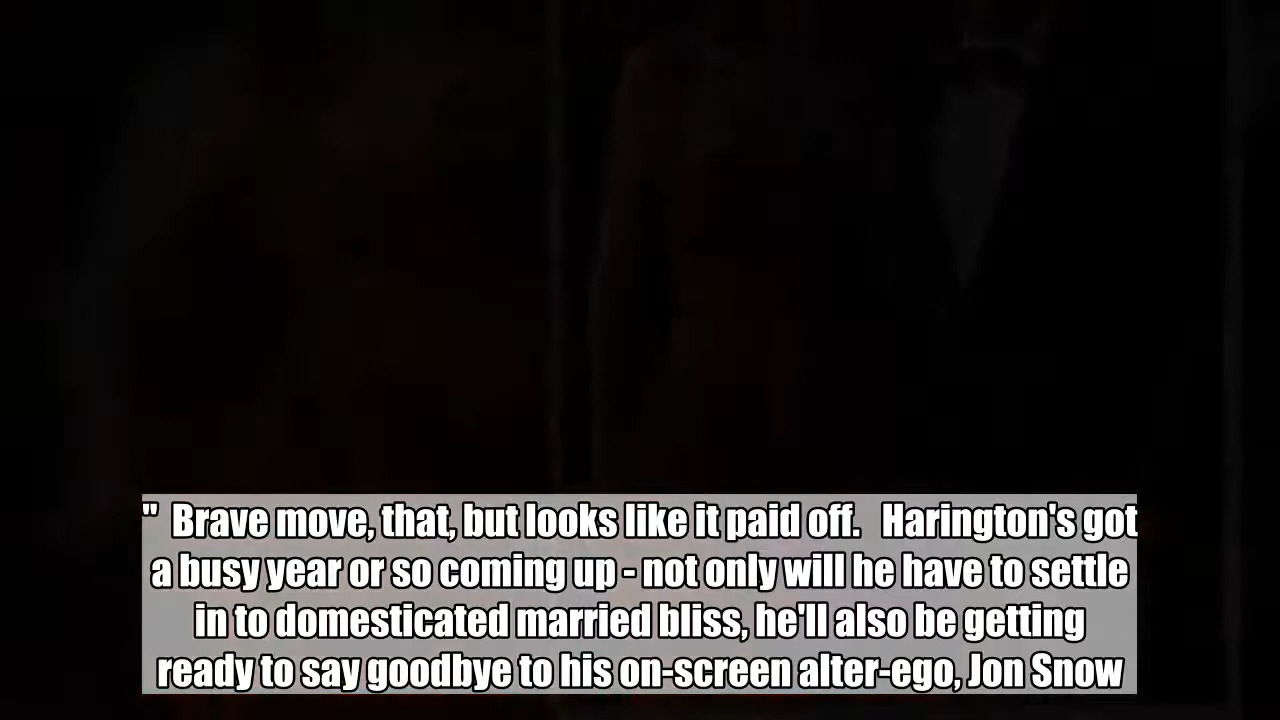 "  Brave move, that, but looks like it paid off.   Harington's got
a busy year or so coming up - not only will he have to settle
in to domesticated married bliss, he'll also be getting
ready to say goodbye to his on-screen alter-ego, Jon Snow